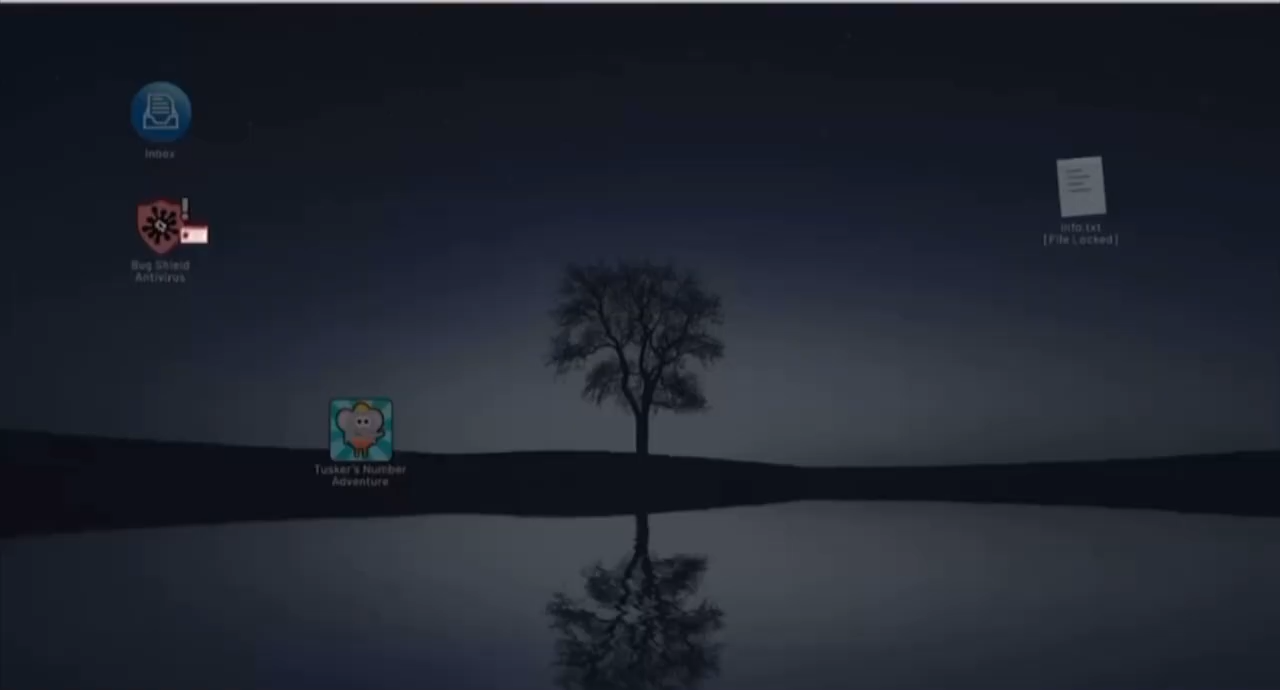 Inbox
info.txt
[File Locked]
Bug Shield
Antivirus
Tusker's Number
Adventure